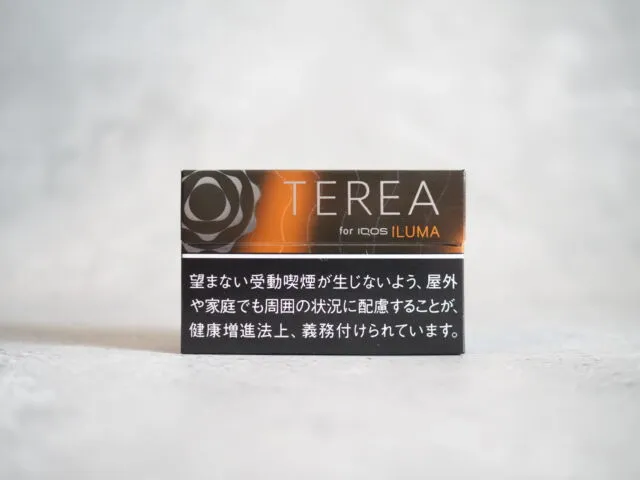 TEREA
for IQOS ILUMA
望まない受動喫煙が生じないよう、屋外
や家庭でも周囲の状況に配慮することが、
健康増進法上、義務付けられています。